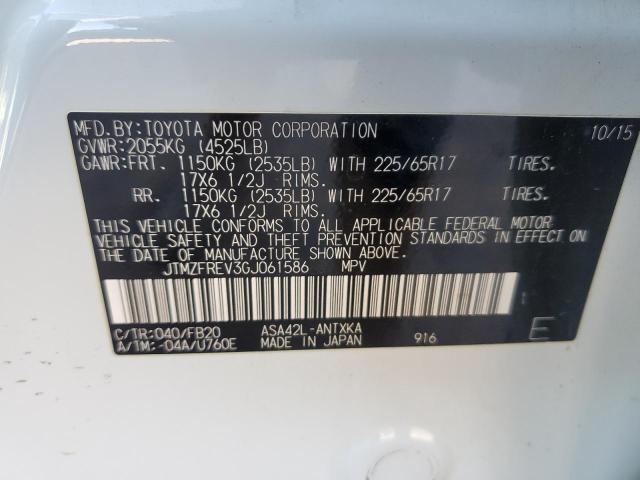 MFD. BY: TOYOTA MOTOR CORPORATION 10/15
GVWR: 2055KG (4525LB)
GAWR: FRT. 1150KG (2535LB) WITH 225/65R17 TIRES.
17X6 1/2J RIMS.
RR. 1150KG (2535LB) WITH 225/65R17 TIRES.
17X6 1/2J RIMS.
THIS VEHICLE CONFORMS TO ALL APPLICABLE FEDERAL MOTOR
VEHICLE SAFETY AND THEFT PREVENTION STANDARDS IN EFFECT ON
THE DATE OF MANUFACTURE SHOWN ABOVE.
JTMZFREV3GJ061586 MPV
C/TR: 040/FB20 ASA42L-ANTXKA E
A/TM: -04A/U760E MADE IN JAPAN 916